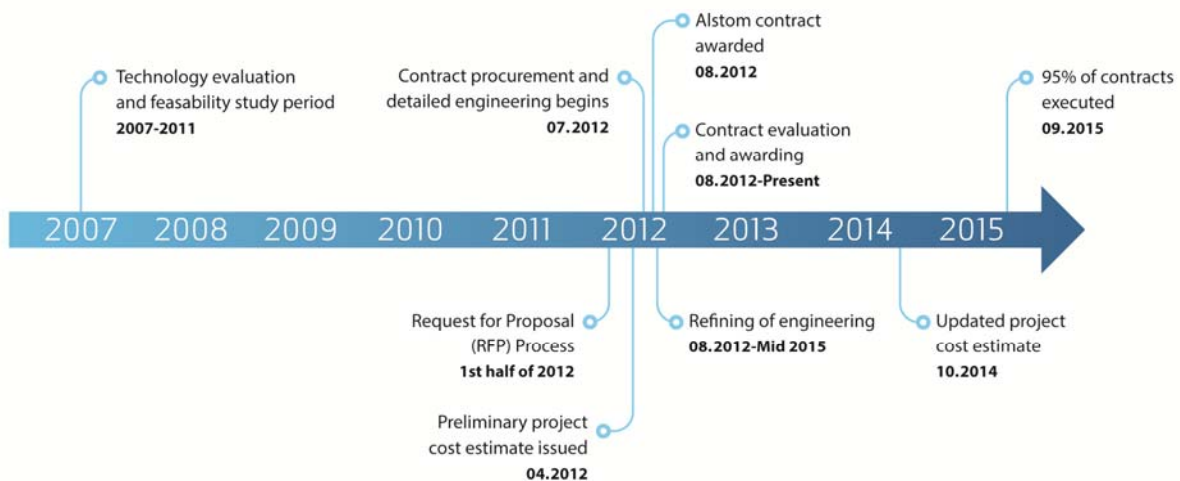 Technology evaluation
and feasability study period
2007-2011
Contract procurement and
detailed engineering begins
07.2012
Alstom contract
awarded
08.2012
Contract evaluation
and awarding
08.2012-Present
95% of contracts
executed
09.2015
2007 2008 2009 2010 2011 2012 2013 2014 2015
Request for Proposal
(RFP) Process
1st half of 2012
Preliminary project
cost estimate issued
04.2012
Refining of engineering
08.2012-Mid 2015
Updated project
cost estimate
10.2014